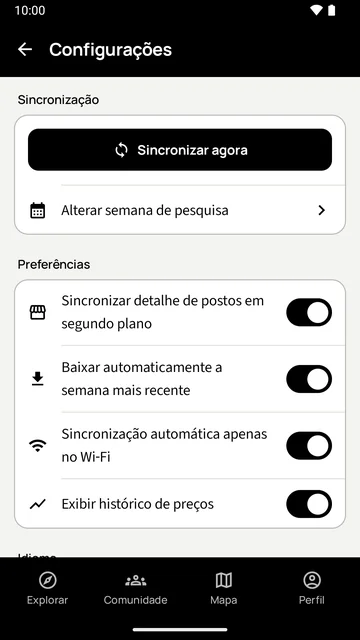 10:00
Configurações
Sincronização
Sincronizar agora
Alterar semana de pesquisa
Preferências
Sincronizar detalhe de postos em
segundo plano
Baixar automaticamente a
semana mais recente
Sincronização automática apenas
no Wi-Fi
Exibir histórico de preços
Idioma
Explorar
Comunidade
Mapa
Perfil